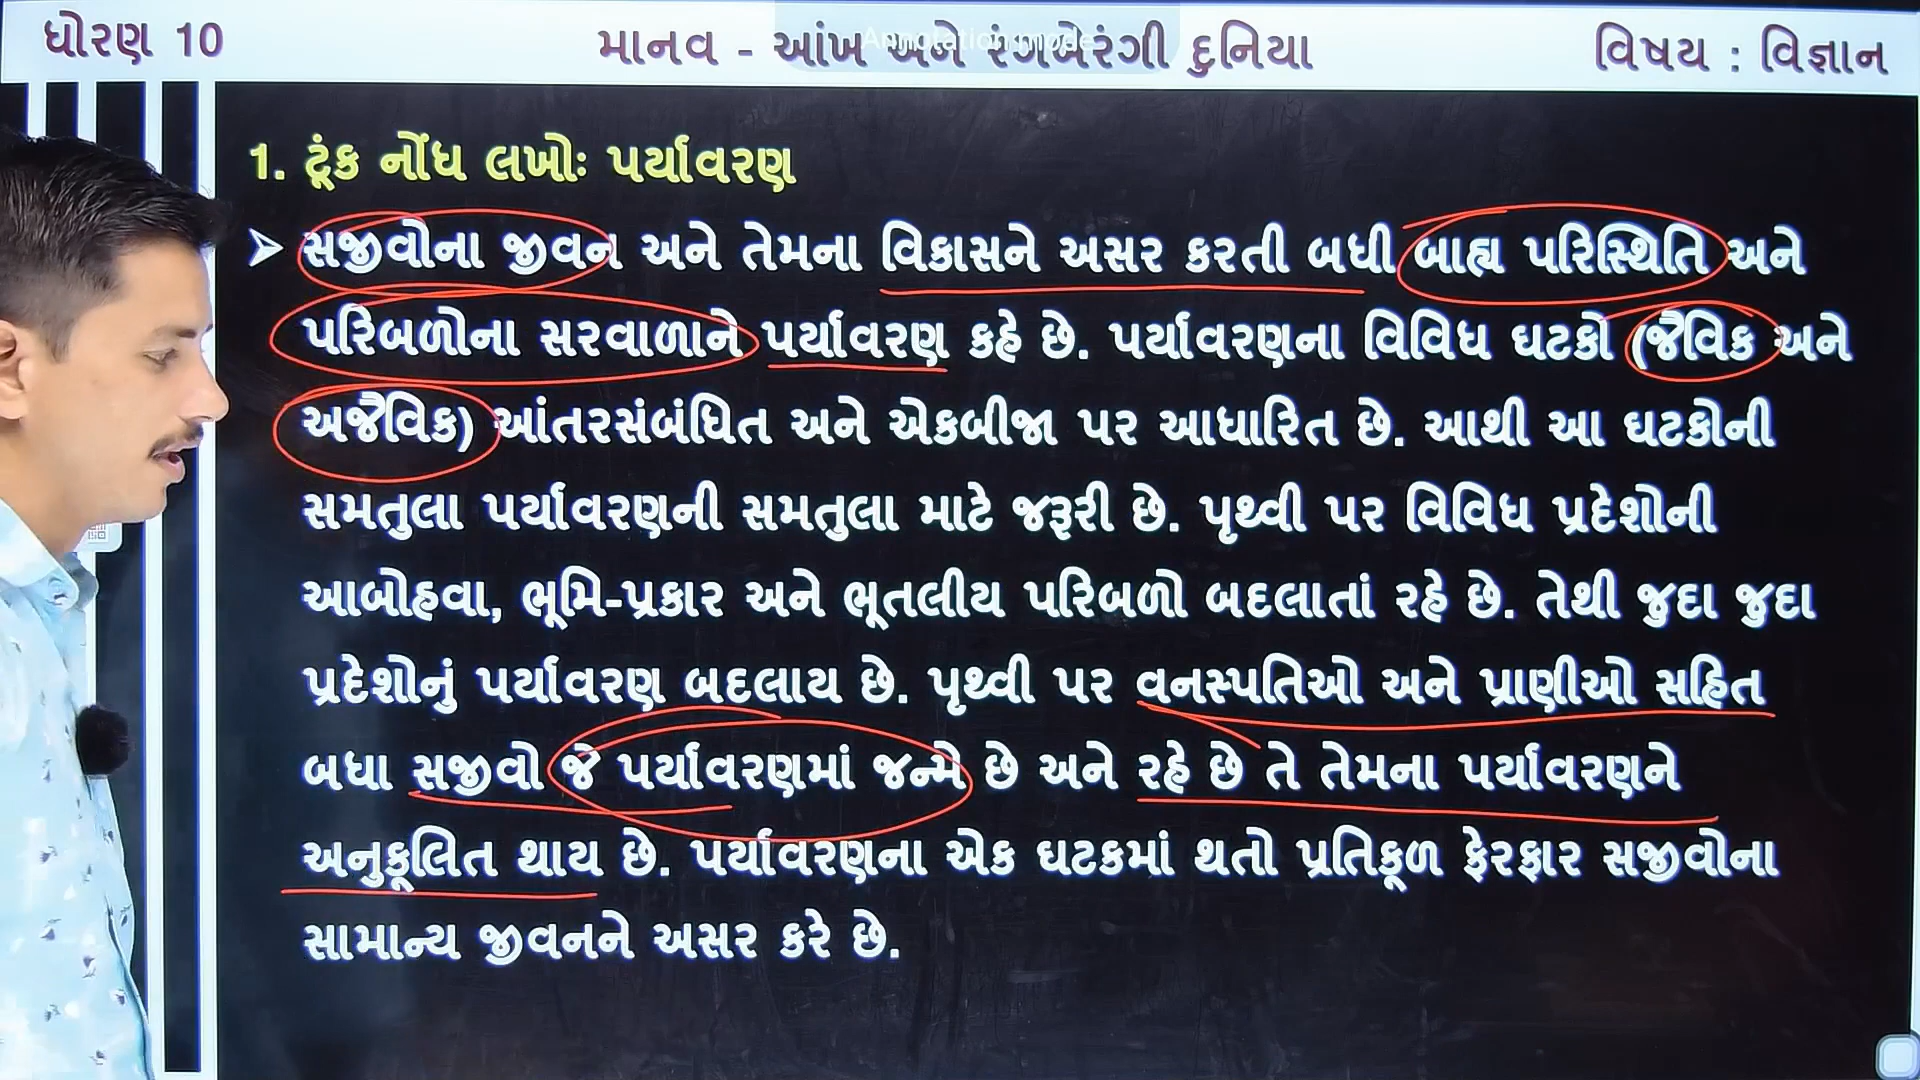 ધોરણ 10
માનવ - આંખ અને રંગબેરંગી દુનિયા
વિષય : વિજ્ઞાન
Annotation mode
1. ટૂંક નોંધ લખોઃ પર્યાવરણ
➤ સજીવોના જીવન અને તેમના વિકાસને અસર કરતી બધી બાહ્ય પરિસ્થિતિ અને
પરિબળોના સરવાળાને પર્યાવરણ કહે છે. પર્યાવરણના વિવિધ ઘટકો (જૈવિક અને
અજૈવિક) આંતરસંબંધિત અને એકબીજા પર આધારિત છે. આથી આ ઘટકોની
સમતુલા પર્યાવરણની સમતુલા માટે જરૂરી છે. પૃથ્વી પર વિવિધ પ્રદેશોની
આબોહવા, ભૂમિ-પ્રકાર અને ભૂતલીય પરિબળો બદલાતાં રહે છે. તેથી જુદા જુદા
પ્રદેશોનું પર્યાવરણ બદલાય છે. પૃથ્વી પર વનસ્પતિઓ અને પ્રાણીઓ સહિત
બધા સજીવો જે પર્યાવરણમાં જન્મે છે અને રહે છે તે તેમના પર્યાવરણને
અનુકૂલિત થાય છે. પર્યાવરણના એક ઘટકમાં થતો પ્રતિકૂળ ફેરફાર સજીવોના
સામાન્ય જીવનને અસર કરે છે.